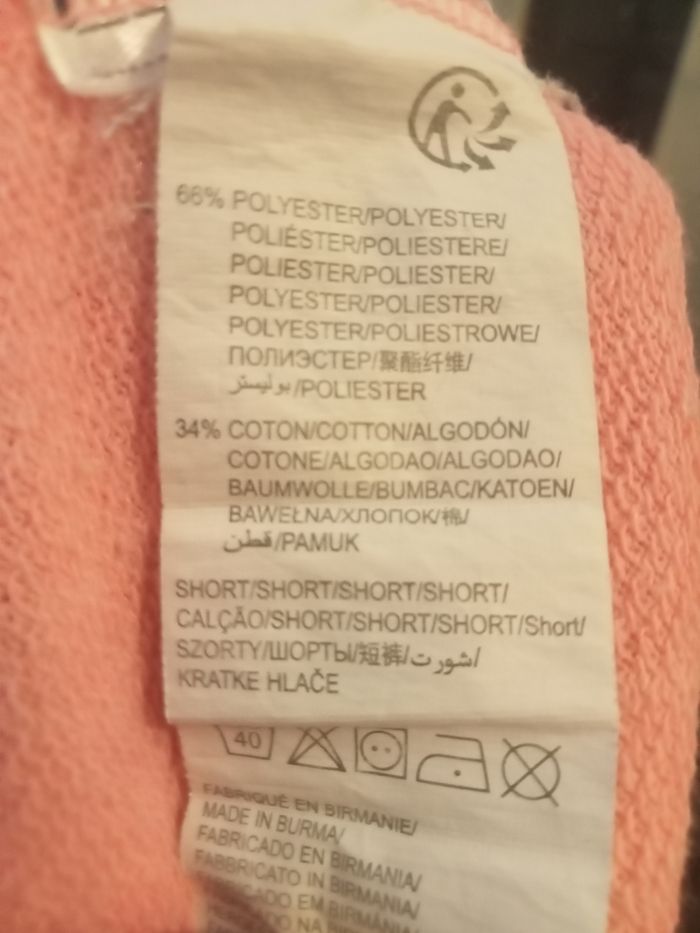 66% POLYESTER/POLYESTER/
POLIÉSTER/POLIESTERE/
POLIESTER/POLIESTER/
POLYESTER/POLIESTER/
POLYESTER/POLIESTROWE/
ПОЛИЭСТЕР/聚酯纤维/
بوليستر/POLIESTER
34% COTON/COTTON/ALGODÓN/
COTONE/ALGODAO/ALGODAO/
BAUMWOLLE/BUMBAC/KATOEN/
BAWEŁNA/ХЛОПОК/棉/
قطن/PAMUK
SHORT/SHORT/SHORT/SHORT/
CALÇÃO/SHORT/SHORT/SHORT/Short/
SZORTY/ШОРТЫ/短裤/شورت/
KRATKE HLAČE
40
FABRIQUÉ EN BIRMANIE/
MADE IN BURMA/
FABRICADO EN BIRMANIA/
FABBRICATO IN BIRMANIA/
FABRICADO EM BIRMÂNIA/